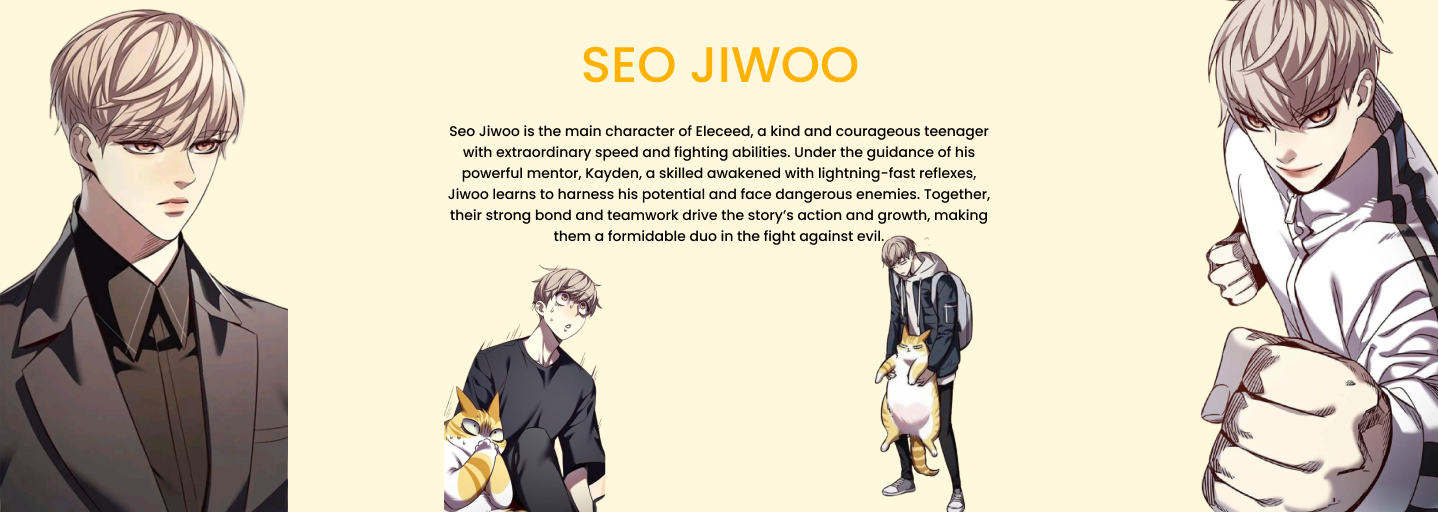 SEO JIWOO
Seo Jiwoo is the main character of Eleceed, a kind and courageous teenager
with extraordinary speed and fighting abilities. Under the guidance of his
powerful mentor, Kayden, a skilled awakened with lightning-fast reflexes,
Jiwoo learns to harness his potential and face dangerous enemies. Together,
their strong bond and teamwork drive the story’s action and growth, making
them a formidable duo in the fight against evil.